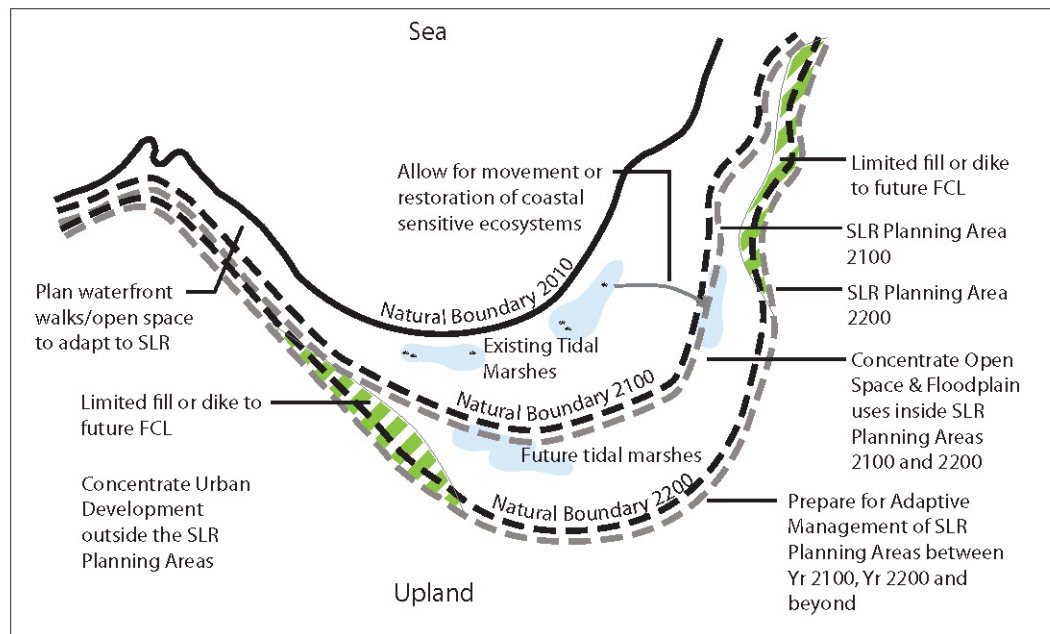 Sea
Allow for movement or
restoration of coastal
sensitive ecosystems
Limited fill or dike
to future FCL
SLR Planning Area
2100
SLR Planning Area
2200
Plan waterfront
walks/open space
to adapt to SLR
Natural Boundary 2010
Existing Tidal
Marshes
Concentrate Open
Space & Floodplain
uses inside SLR
Planning Areas
2100 and 2200
Natural Boundary 2100
Limited fill or dike to
future FCL
Future tidal marshes
Concentrate Urban
Development
outside the SLR
Planning Areas
Natural Boundary 2200
Prepare for Adaptive
Management of SLR
Planning Areas between
Yr 2100, Yr 2200 and
beyond
Upland